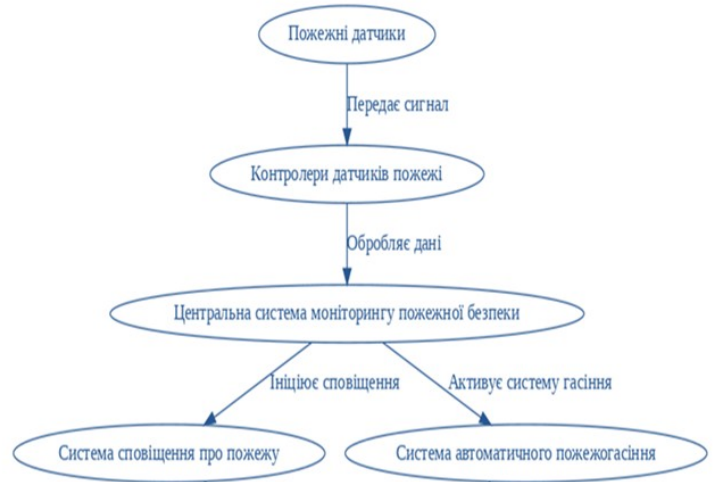 Пожежні датчики
Передає сигнал
Контролери датчиків пожежі
Обробляє дані
Центральна система моніторингу пожежної безпеки
Ініціює сповіщення
Активує систему гасіння
Система сповіщення про пожежу
Система автоматичного пожежогасіння